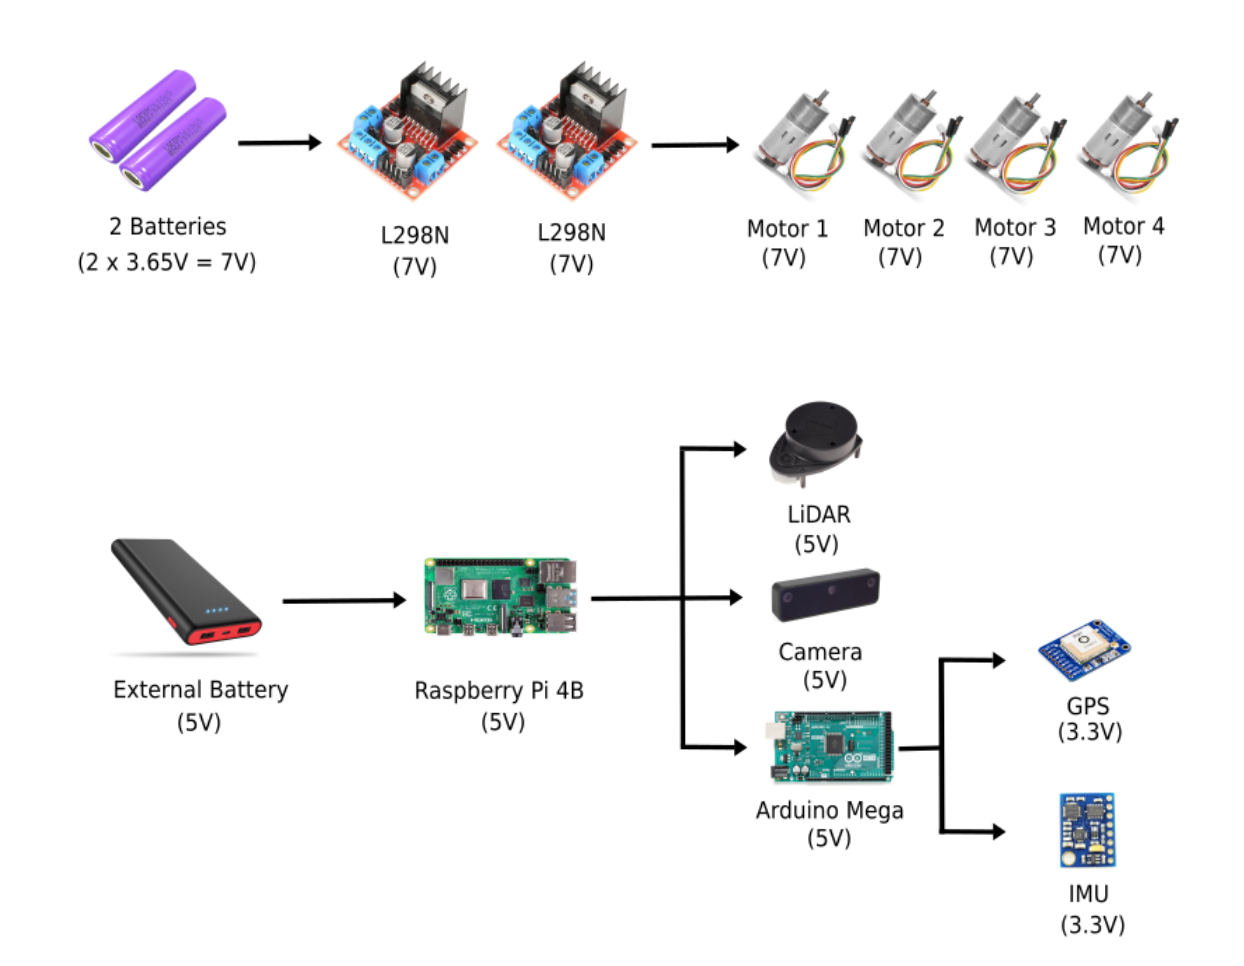 2 Batteries
(2 x 3.65V = 7V)
L298N
(7V)
L298N
(7V)
Motor 1
(7V)
Motor 2
(7V)
Motor 3
(7V)
Motor 4
(7V)
LiDAR
(5V)
External Battery
(5V)
Raspberry Pi 4B
(5V)
Camera
(5V)
Arduino Mega
(5V)
GPS
(3.3V)
IMU
(3.3V)